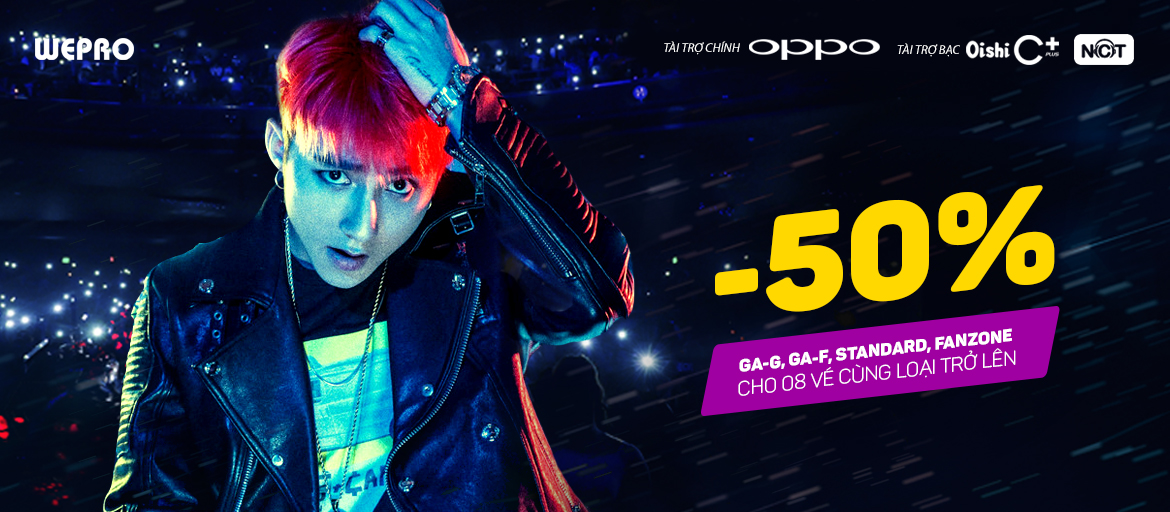 WEPRO
TÀI TRỢ CHÍNH oppo TÀI TRỢ BẠC Oishi C+ PLUS NCT
-50%
GA-G, GA-F, STANDARD, FANZONE
CHO 08 VÉ CÙNG LOẠI TRỞ LÊN